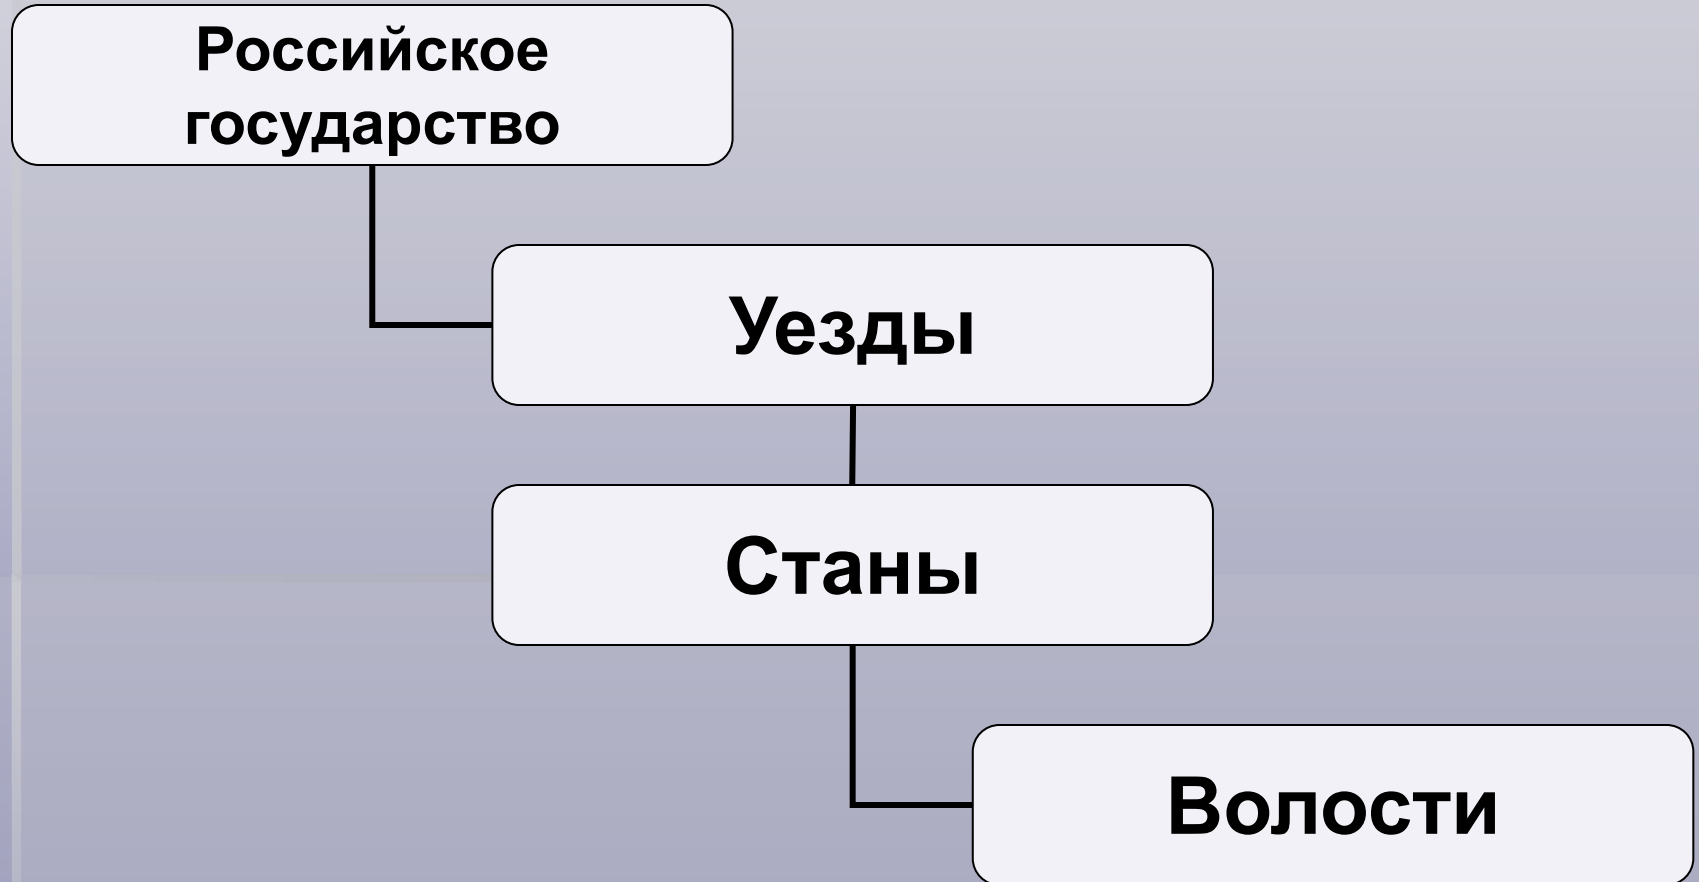 Российское
государство
Уезды
Станы
Волости